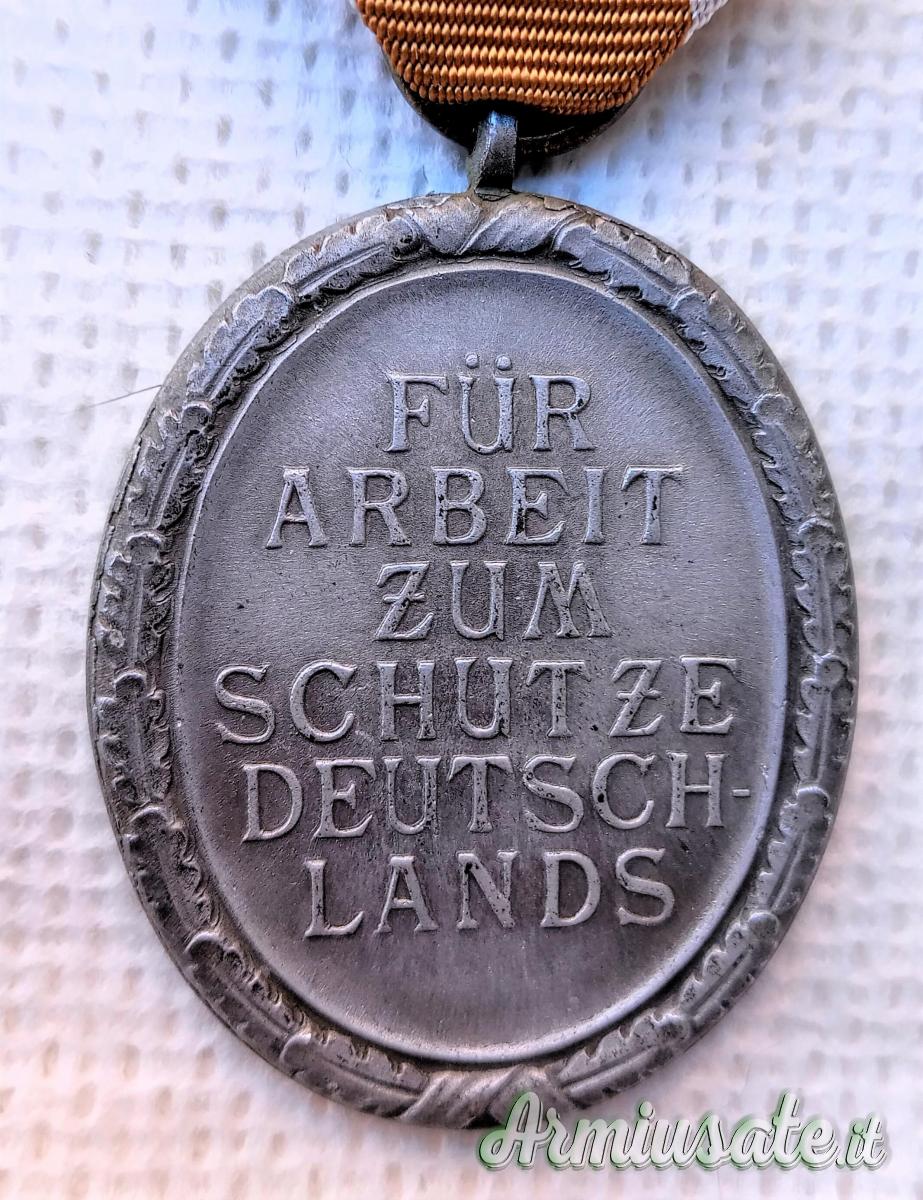 FÜR
ARBEIT
ZUM
SCHUTZE
DEUTSCH-
LANDS
Armiusate.it